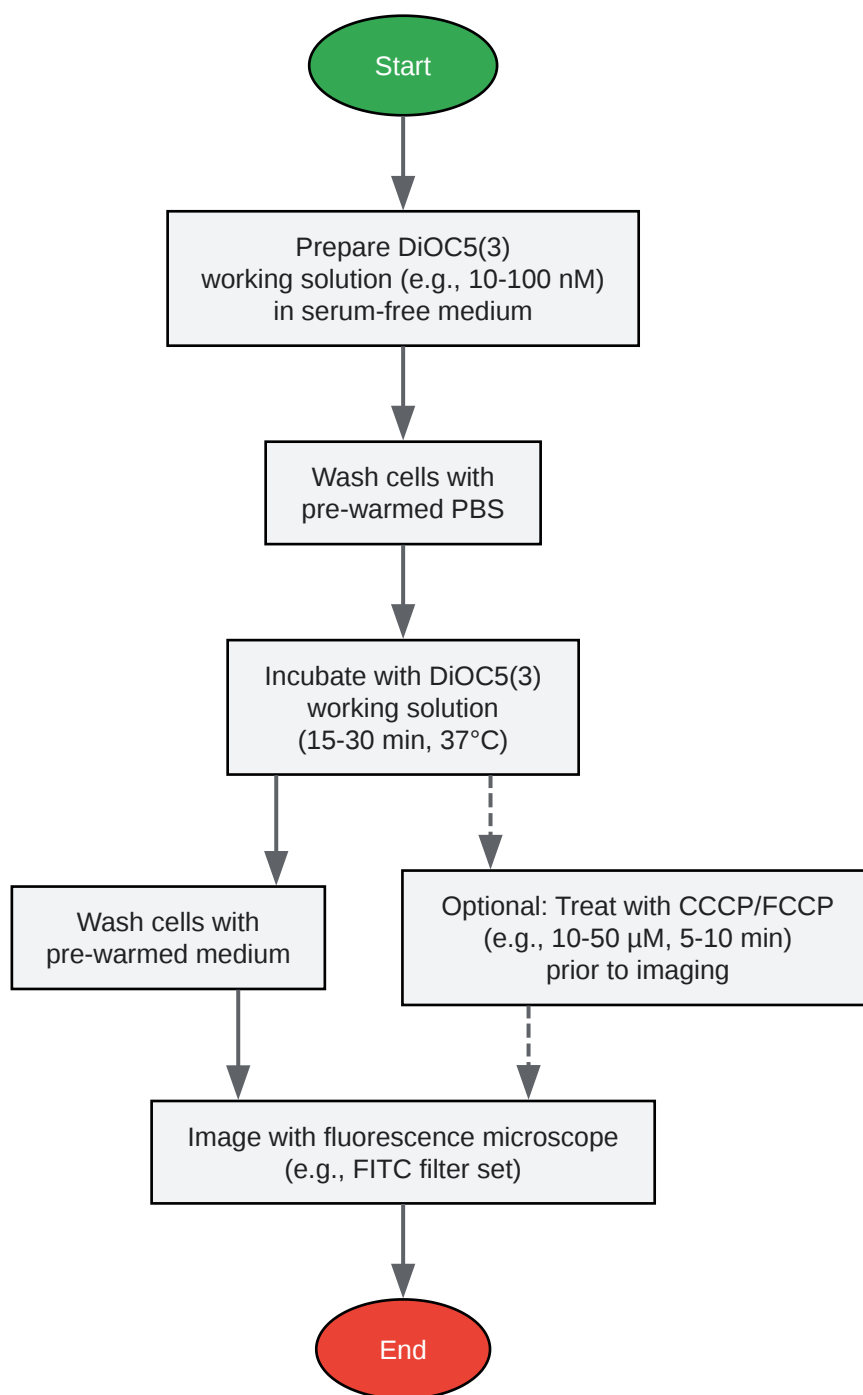 Start
Prepare DiOC5(3)
working solution (e.g., 10-100 nM)
in serum-free medium
Wash cells with
pre-warmed PBS
Incubate with DiOC5(3)
working solution
(15-30 min, 37°C)
Wash cells with
pre-warmed medium
Optional: Treat with CCCP/FCCP
(e.g., 10-50 µM, 5-10 min)
prior to imaging
Image with fluorescence microscope
(e.g., FITC filter set)
End